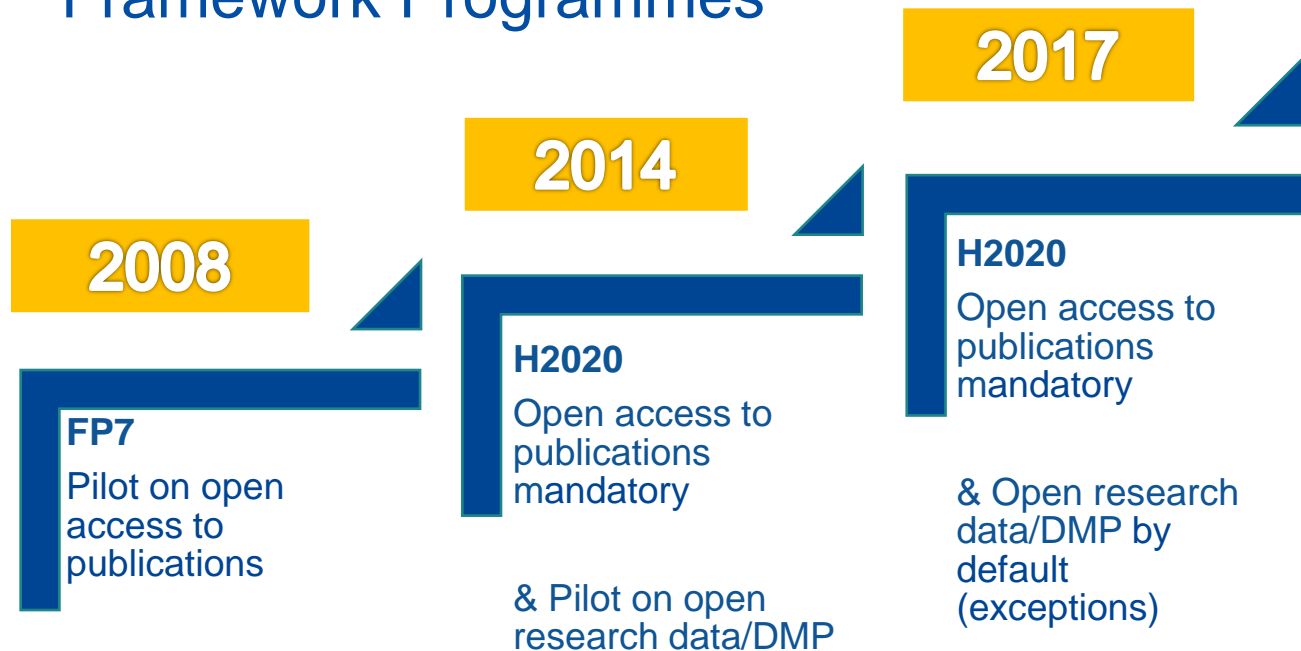 Framework Programmes
2008
FP7
Pilot on open
access to
publications
2014
H2020
Open access to
publications
mandatory
& Pilot on open
research data/DMP
2017
H2020
Open access to
publications
mandatory
& Open research
data/DMP by
default
(exceptions)